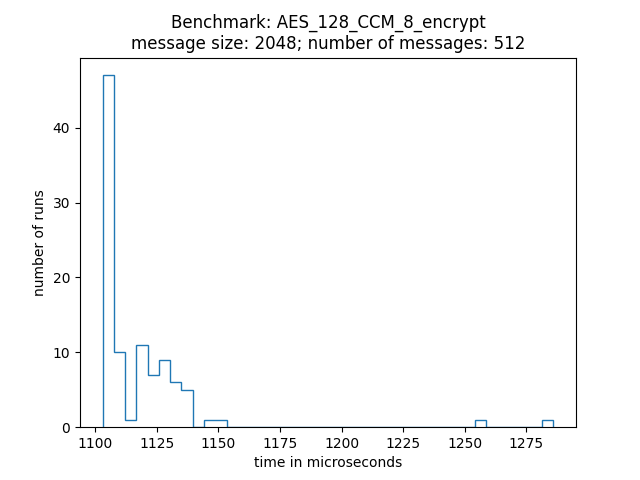 Benchmark: AES_128_CCM_8_encrypt
message size: 2048; number of messages: 512
number of runs
40
30
20
10
0
1100 1125 1150 1175 1200 1225 1250 1275
time in microseconds